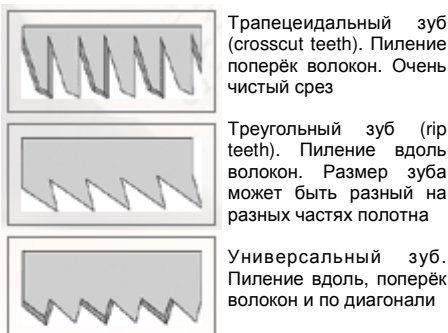 Трапецеидальный зуб
(crosscut teeth). Пиление
поперёк волокон. Очень
чистый срез
Треугольный зуб (rip
teeth). Пиление вдоль
волокон. Размер зуба
может быть разный на
разных частях полотна
Универсальный зуб.
Пиление вдоль, поперёк
волокон и по диагонали